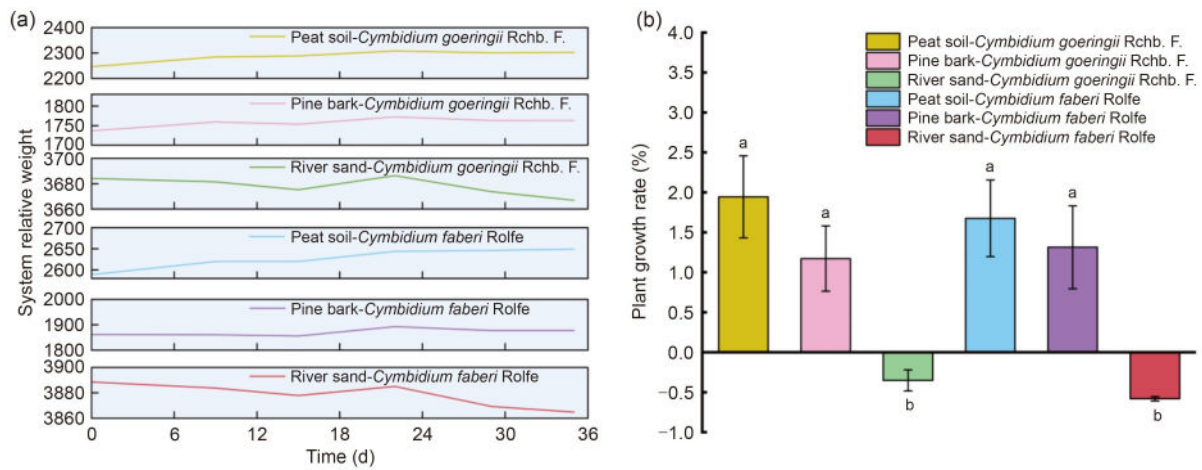 (a)
System relative weight
2400
2300
2200
Peat soil-Cymbidium goeringii Rchb. F.
1800
1750
1700
Pine bark-Cymbidium goeringii Rchb. F.
3700
3680
3660
River sand-Cymbidium goeringii Rchb. F.
2700
2650
2600
Peat soil-Cymbidium faberi Rolfe
2000
1900
1800
Pine bark-Cymbidium faberi Rolfe
3900
3880
3860
River sand-Cymbidium faberi Rolfe
0 6 12 18 24 30 36
Time (d)
(b)
Plant growth rate (%)
4.0
3.5
3.0
2.5
2.0
1.5
1.0
0.5
0.0
−0.5
−1.0
Peat soil-Cymbidium goeringii Rchb. F.
Pine bark-Cymbidium goeringii Rchb. F.
River sand-Cymbidium goeringii Rchb. F.
Peat soil-Cymbidium faberi Rolfe
Pine bark-Cymbidium faberi Rolfe
River sand-Cymbidium faberi Rolfe
a
a
b
a
a
b